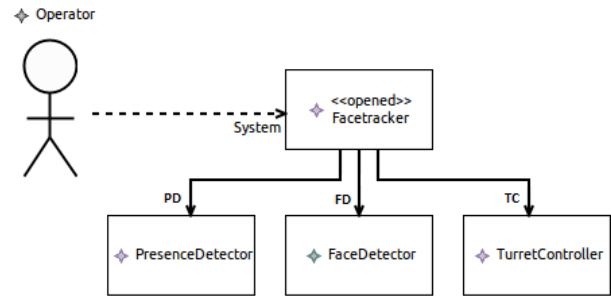 Operator
<<opened>>
Facetracker
System
PD
FD
TC
PresenceDetector
FaceDetector
TurretController